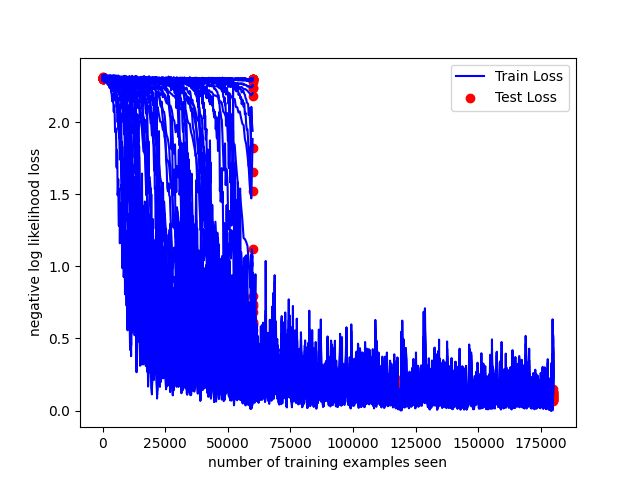 Train Loss
Test Loss
negative log likelihood loss
2.0
1.5
1.0
0.5
0.0
0 25000 50000 75000 100000 125000 150000 175000
number of training examples seen